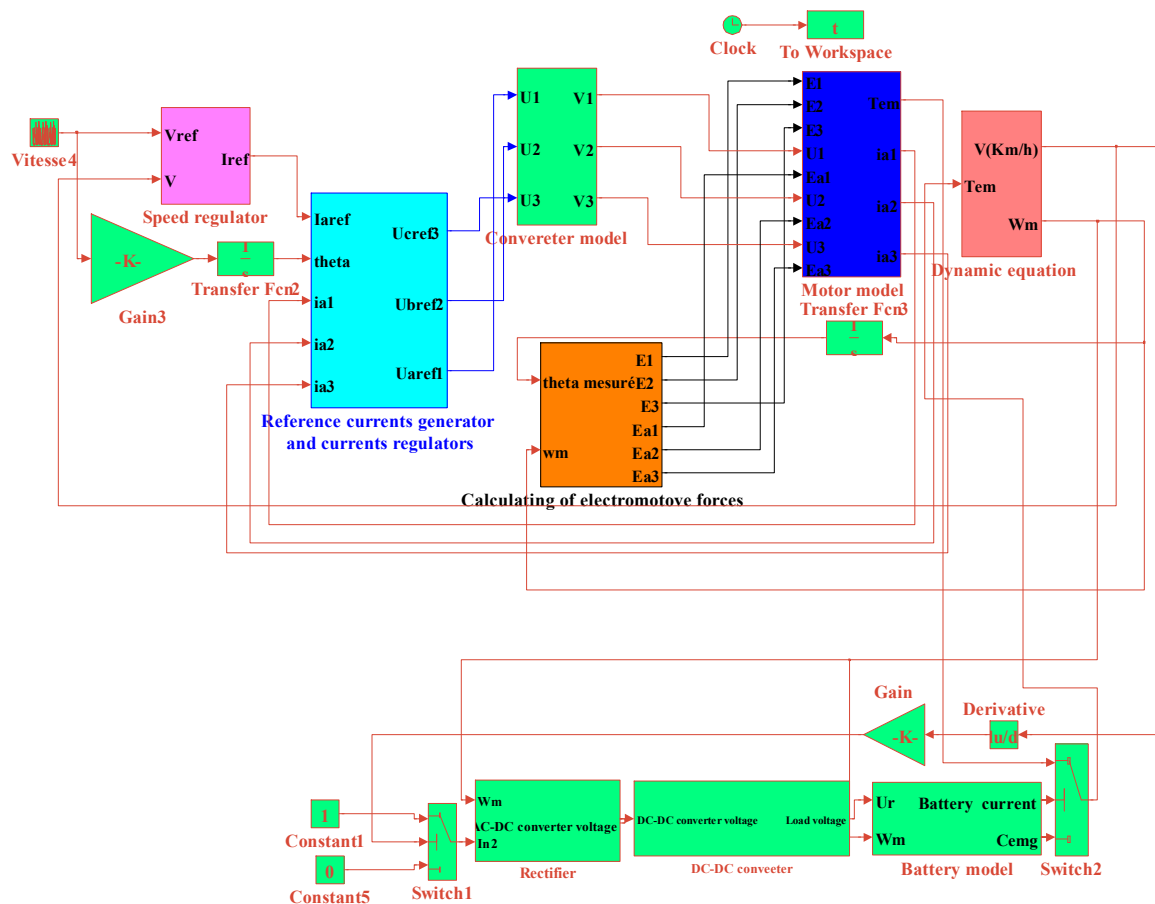 t
Clock
To Workspace
Vitesse4
Vref
V
Iref
Speed regulator
-K-
Gain3
1
Transfer Fcn2
Iaref
theta
ia1
ia2
ia3
Ucref3
Ubref2
Uaref1
Reference currents generator
and currents regulators
U1
U2
U3
V1
V2
V3
Convereter model
E1
E2
E3
U1
Ea1
U2
Ea2
U3
Ea3
Tem
ia1
ia2
ia3
Motor model
Transfer Fcn3
1
Tem
V(Km/h)
Wm
Dynamic equation
theta mesuré
wm
E1
E2
E3
Ea1
Ea2
Ea3
Calculating of electromotove forces
Gain
-K-
Derivative
lu/d
1
Constant1
0
Constant5
Switch1
Wm
In2
AC-DC converter voltage
Rectifier
DC-DC converter voltage
Load voltage
DC-DC conveeter
Ur
Wm
Battery current
Cemg
Battery model
Switch2